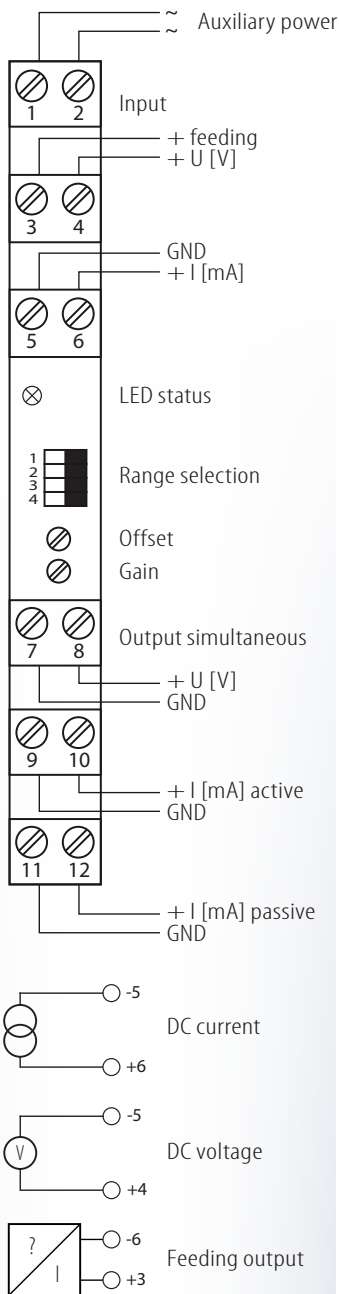 ~ Auxiliary power
~
1 2 Input
+ feeding
+ U [V]
3 4
GND
+ I [mA]
5 6
LED status
1
2
3
4
Range selection
Offset
Gain
Output simultaneous
7 8
+ U [V]
GND
9 10
+ I [mA] active
GND
11 12
+ I [mA] passive
GND
-5
DC current
+6
-5
V DC voltage
+4
? -6
Feeding output
I +3